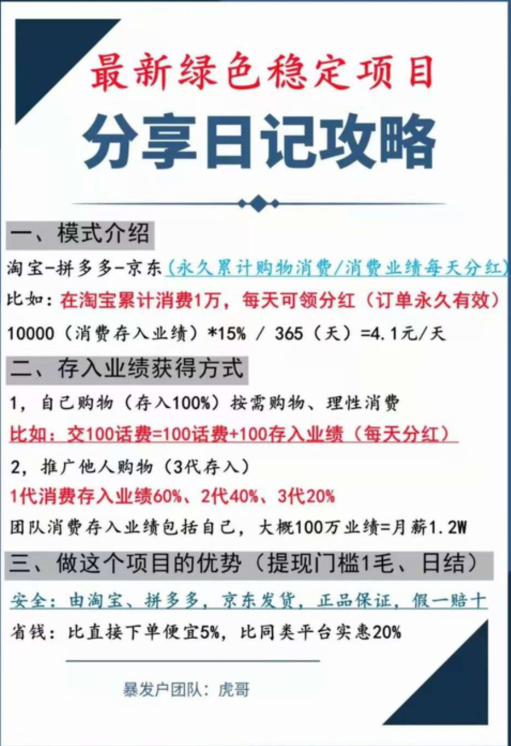 最新绿色稳定项目
分享日记攻略
一、模式介绍
淘宝-拼多多-京东(永久累计购物消费/消费业绩每天分红)
比如：在淘宝累计消费1万，每天可领分红（订单永久有效）
10000（消费存入业绩）*15% / 365（天）=4.1元/天
二、存入业绩获得方式
1，自己购物（存入100%）按需购物、理性消费
比如：交100话费=100话费+100存入业绩（每天分红）
2，推广他人购物（3代存入）
1代消费存入业绩60%、2代40%、3代20%
团队消费存入业绩包括自己，大概100万业绩=月薪1.2W
三、做这个项目的优势（提现门槛1毛、日结）
安全：由淘宝、拼多多，京东发货，正品保证，假一赔十
省钱：比直接下单便宜5%，比同类平台实惠20%
暴发户团队：虎哥